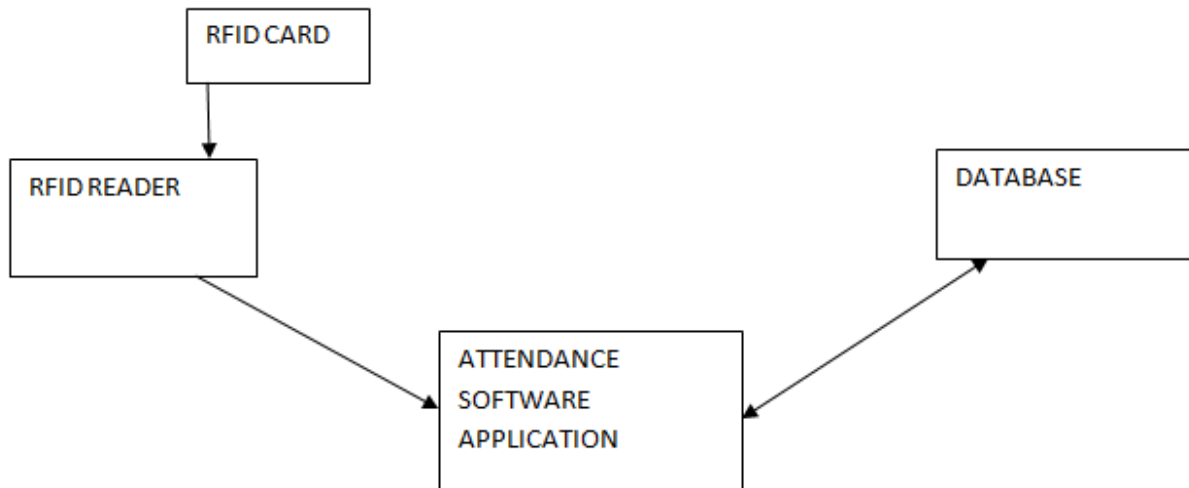 RFID CARD
RFID READER
DATABASE
ATTENDANCE
SOFTWARE
APPLICATION